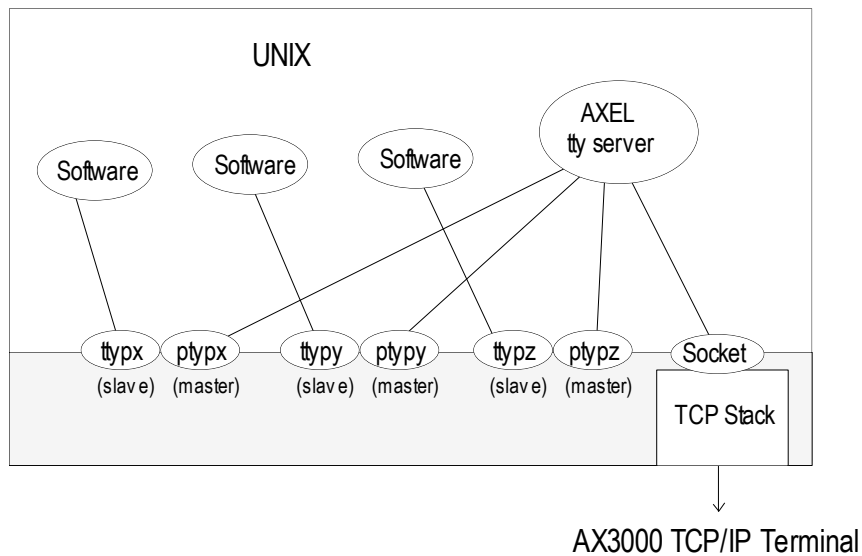 UNIX
AXEL
tty server
Software
Software
Software
ttypx
ptypx
ttypy
ptypy
ttypz
ptypz
Socket
(slave)
(master)
(slave)
(master)
(slave)
(master)
TCP Stack
AX3000 TCP/IP Terminal